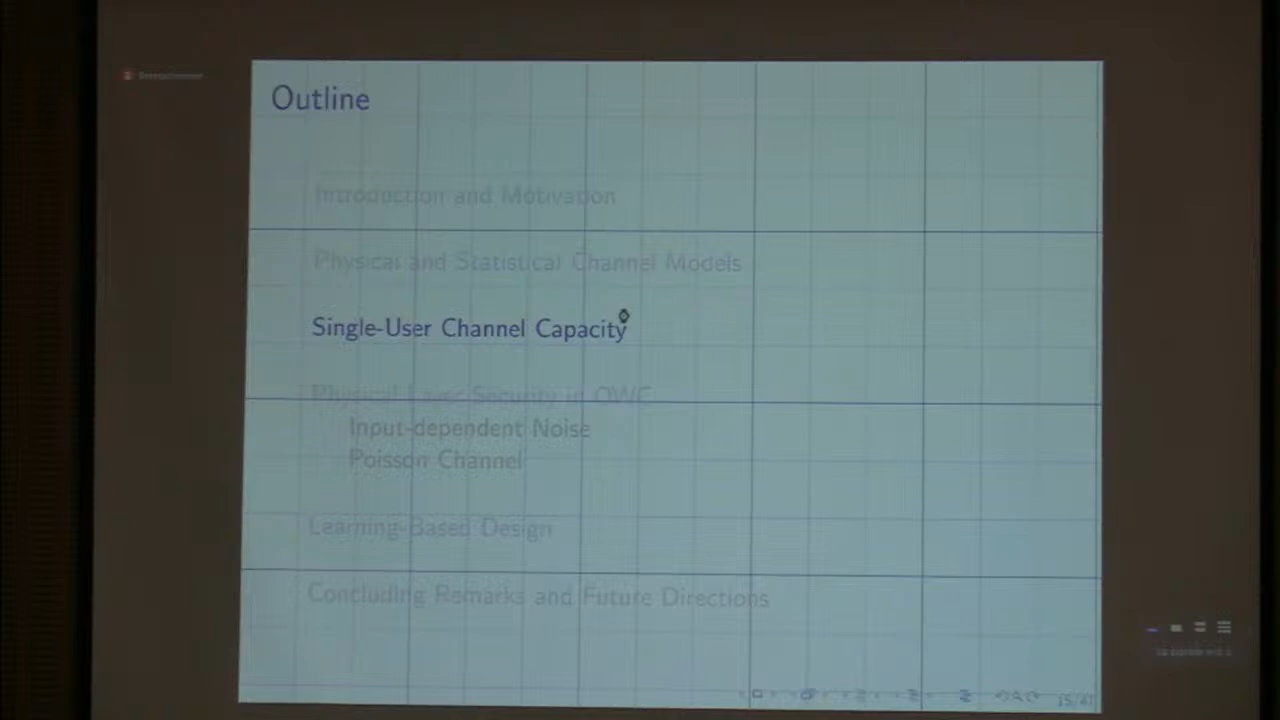 Outline
Introduction and Motivation
Physical and Statistical Channel Models
Single-User Channel Capacity
Physical Layer Security in OWC
Input-dependent Noise
Poisson Channel
Learning-Based Design
Concluding Remarks and Future Directions